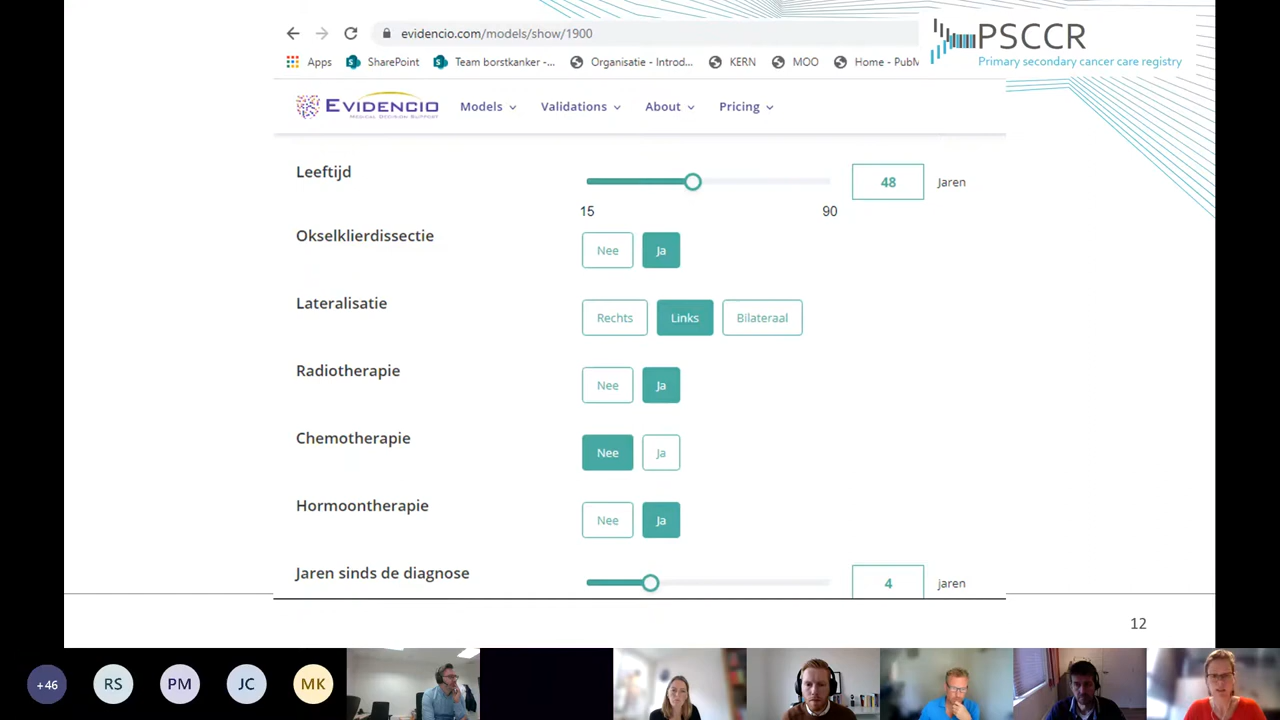 evidencio.com/models/show/1900
PSCCR
Primary secondary cancer care registry
Apps SharePoint Team borstkanker -... Organisatie - Introd... KERN MOO Home - PubM
EVIDENCIO
MEDICAL DECISION SUPPORT
Models Validations About Pricing
Leeftijd
48 Jaren
15 90
Okselklierdissectie
Nee Ja
Lateralisatie
Rechts Links Bilateraal
Radiotherapie
Nee Ja
Chemotherapie
Nee Ja
Hormoontherapie
Nee Ja
Jaren sinds de diagnose
4 jaren
12
+46 RS PM JC MK